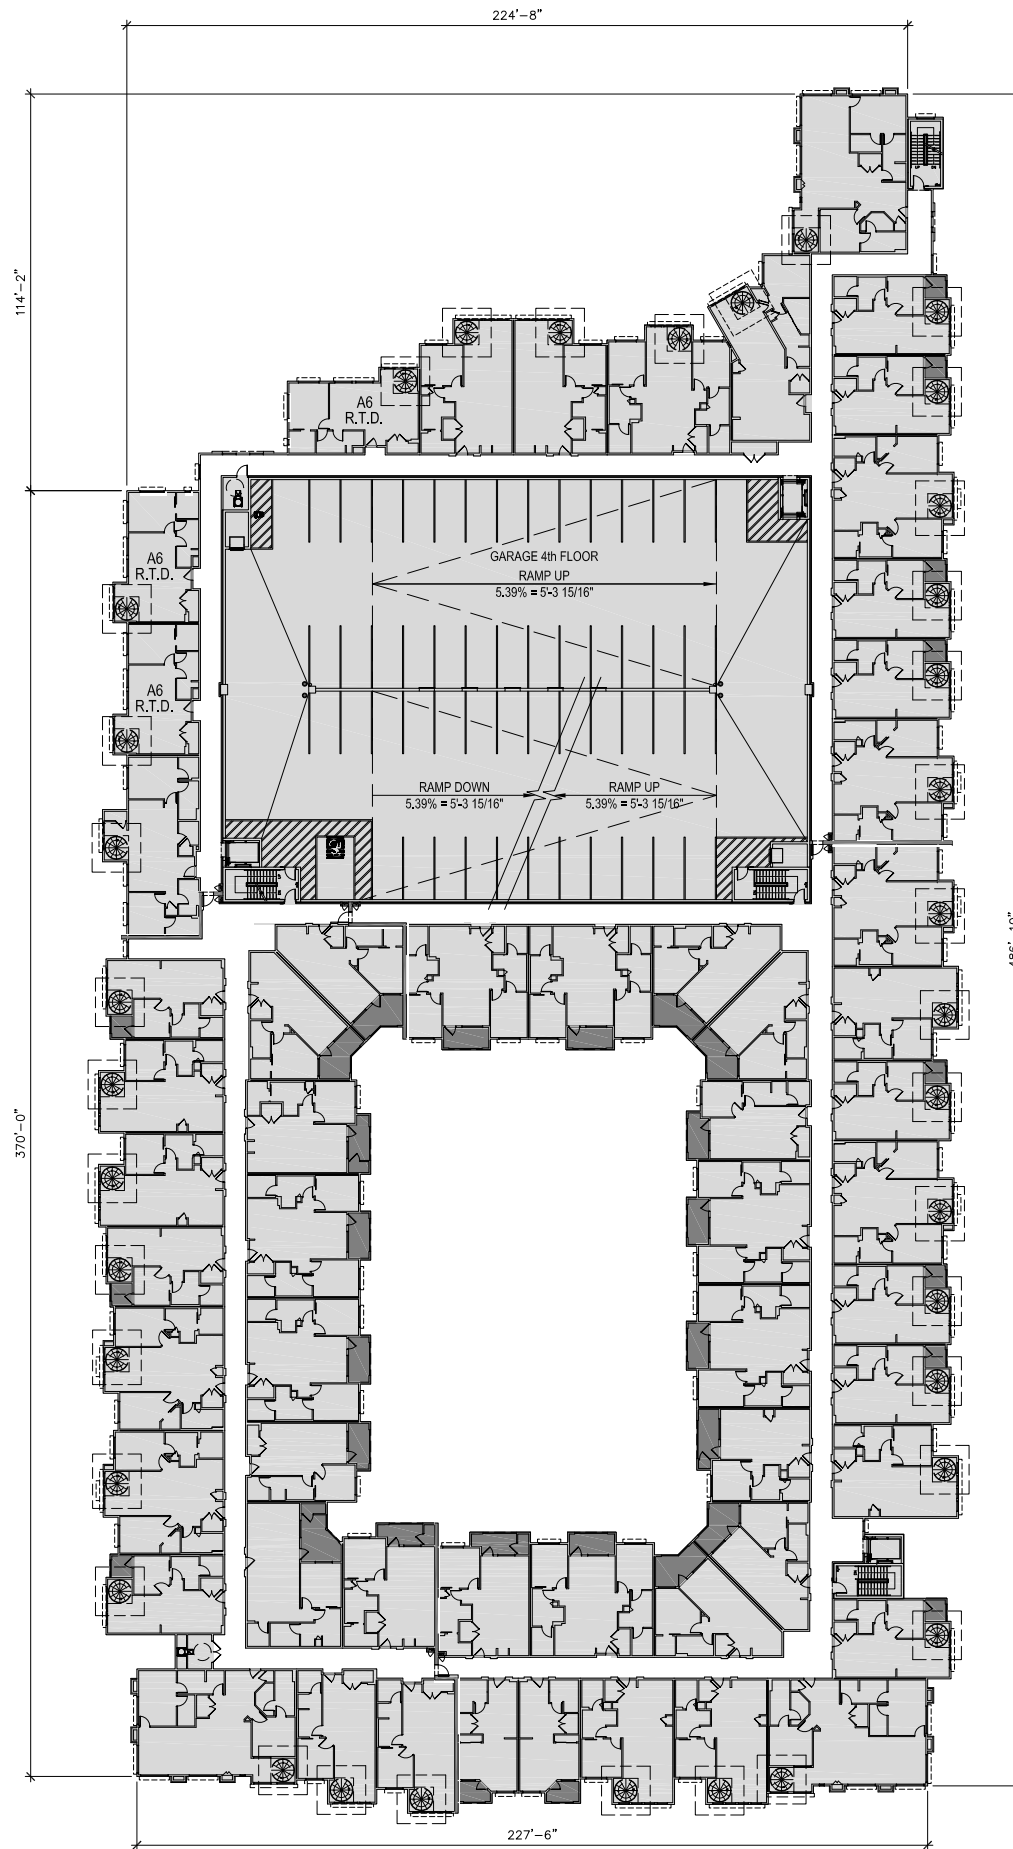 224'-8"
114'-2"
A6
R.T.D.
GARAGE 4th FLOOR
RAMP UP
5.39% = 5'-3 15/16"
A6
R.T.D.
A6
R.T.D.
RAMP DOWN
5.39% = 5'-3 15/16"
RAMP UP
5.39% = 5'-3 15/16"
370'-0"
227'-6"